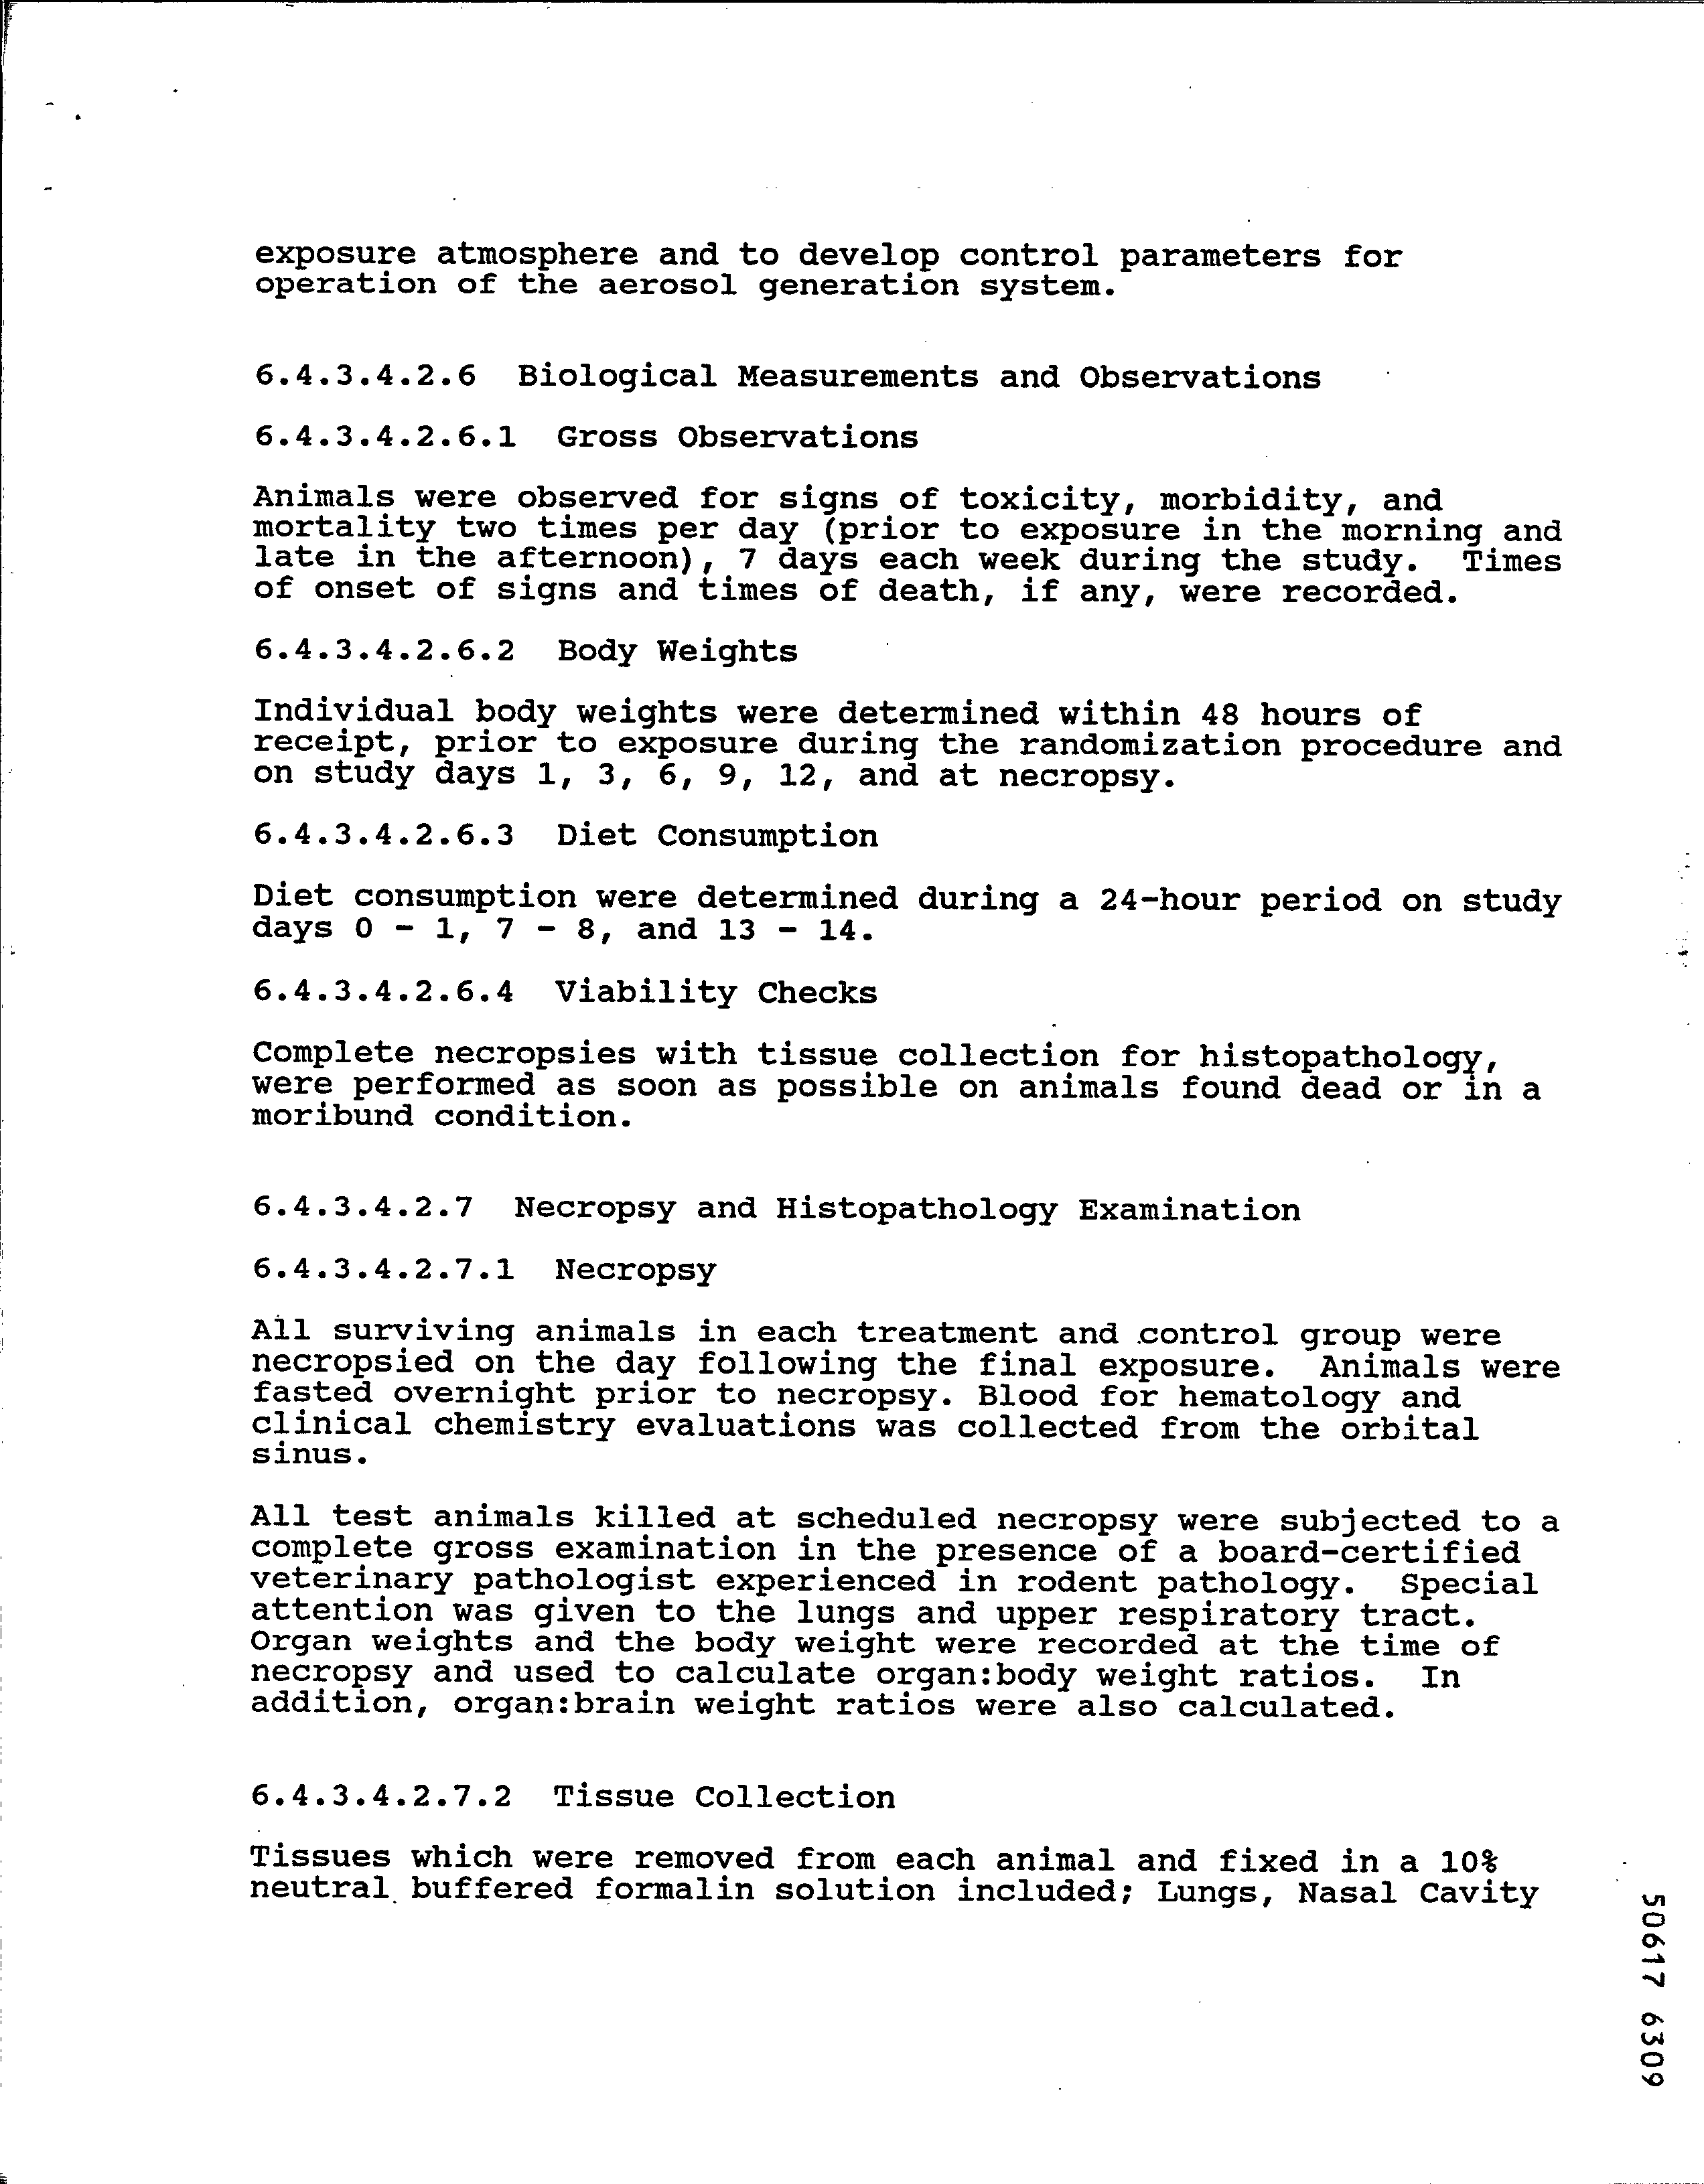 exposure atmosphere and to develop control parameters for
operation of the aerosol generation system.
6.4.3.4.2.6 Biological Measurements and Observations
6.4.3.4.2.6.1 Gross Observations
Animals were observed for signs of toxicity, morbidity, and
mortality two times per day (prior to exposure in the morning and
late in the afternoon), 7 days each week during the study. Times
of onset of signs and times of death, if any, were recorded.
6.4.3.4.2.6.2 Body Weights
Individual body weights were determined within 48 hours of
receipt, prior to exposure during the randomization procedure and
on study days 1, 3, 6, 9, 12, and at necropsy.
6.4.3.4.2.6.3 Diet Consumption
Diet consumption were determined during a 24-hour period on study
days 0 - 1, 7 - 8, and 13 - 14.
6.4.3.4.2.6.4 Viability Checks
Complete necropsies with tissue collection for histopathology,
were performed as soon as possible on animals found dead or in a
moribund condition.
6.4.3.4.2.7 Necropsy and Histopathology Examination
6.4.3.4.2.7.1 Necropsy
All surviving animals in each treatment and control group were
necropsied on the day following the final exposure. Animals were
fasted overnight prior to necropsy. Blood for hematology and
clinical chemistry evaluations was collected from the orbital
sinus.
All test animals killed at scheduled necropsy were subjected to a
complete gross examination in the presence of a board-certified
veterinary pathologist experienced in rodent pathology. Special
attention was given to the lungs and upper respiratory tract.
Organ weights and the body weight were recorded at the time of
necropsy and used to calculate organ:body weight ratios. In
addition, organ:brain weight ratios were also calculated.
6.4.3.4.2.7.2 Tissue Collection
Tissues which were removed from each animal and fixed in a 10%
neutral buffered formalin solution included; Lungs, Nasal Cavity
50617 6309